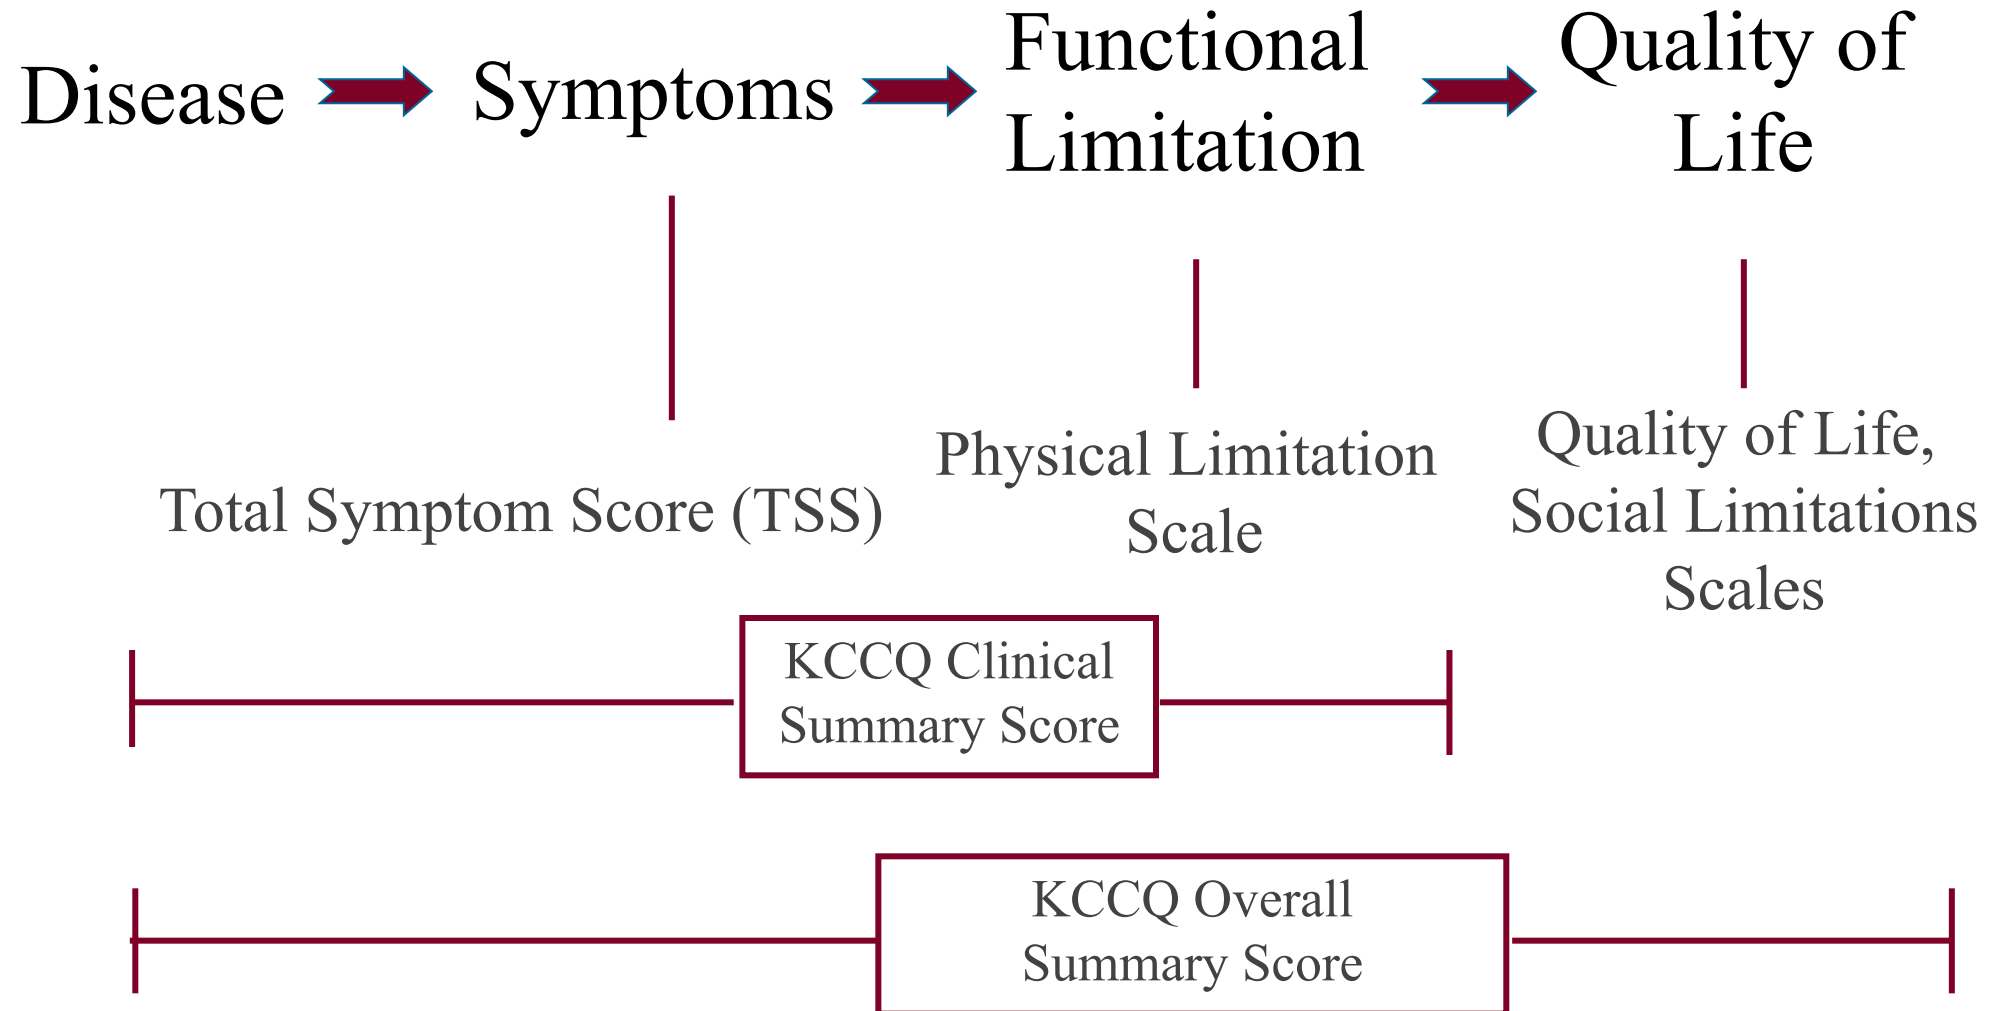 Disease
Symptoms
Functional
Limitation
Quality of
Life
Total Symptom Score (TSS)
Physical Limitation
Scale
Quality of Life,
Social Limitations
Scales
KCCQ Clinical
Summary Score
KCCQ Overall
Summary Score